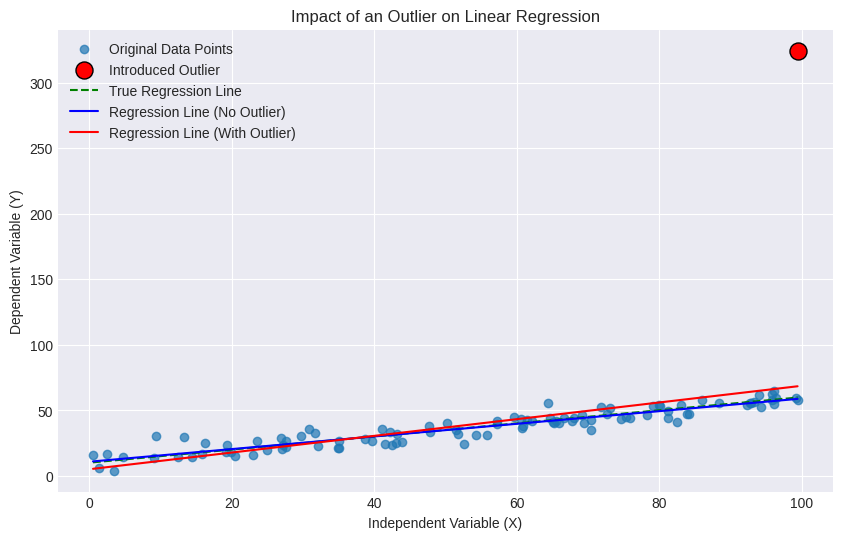 Impact of an Outlier on Linear Regression
Original Data Points
Introduced Outlier
True Regression Line
Regression Line (No Outlier)
Regression Line (With Outlier)
300
250
200
150
100
50
0
Dependent Variable (Y)
0 20 40 60 80 100
Independent Variable (X)